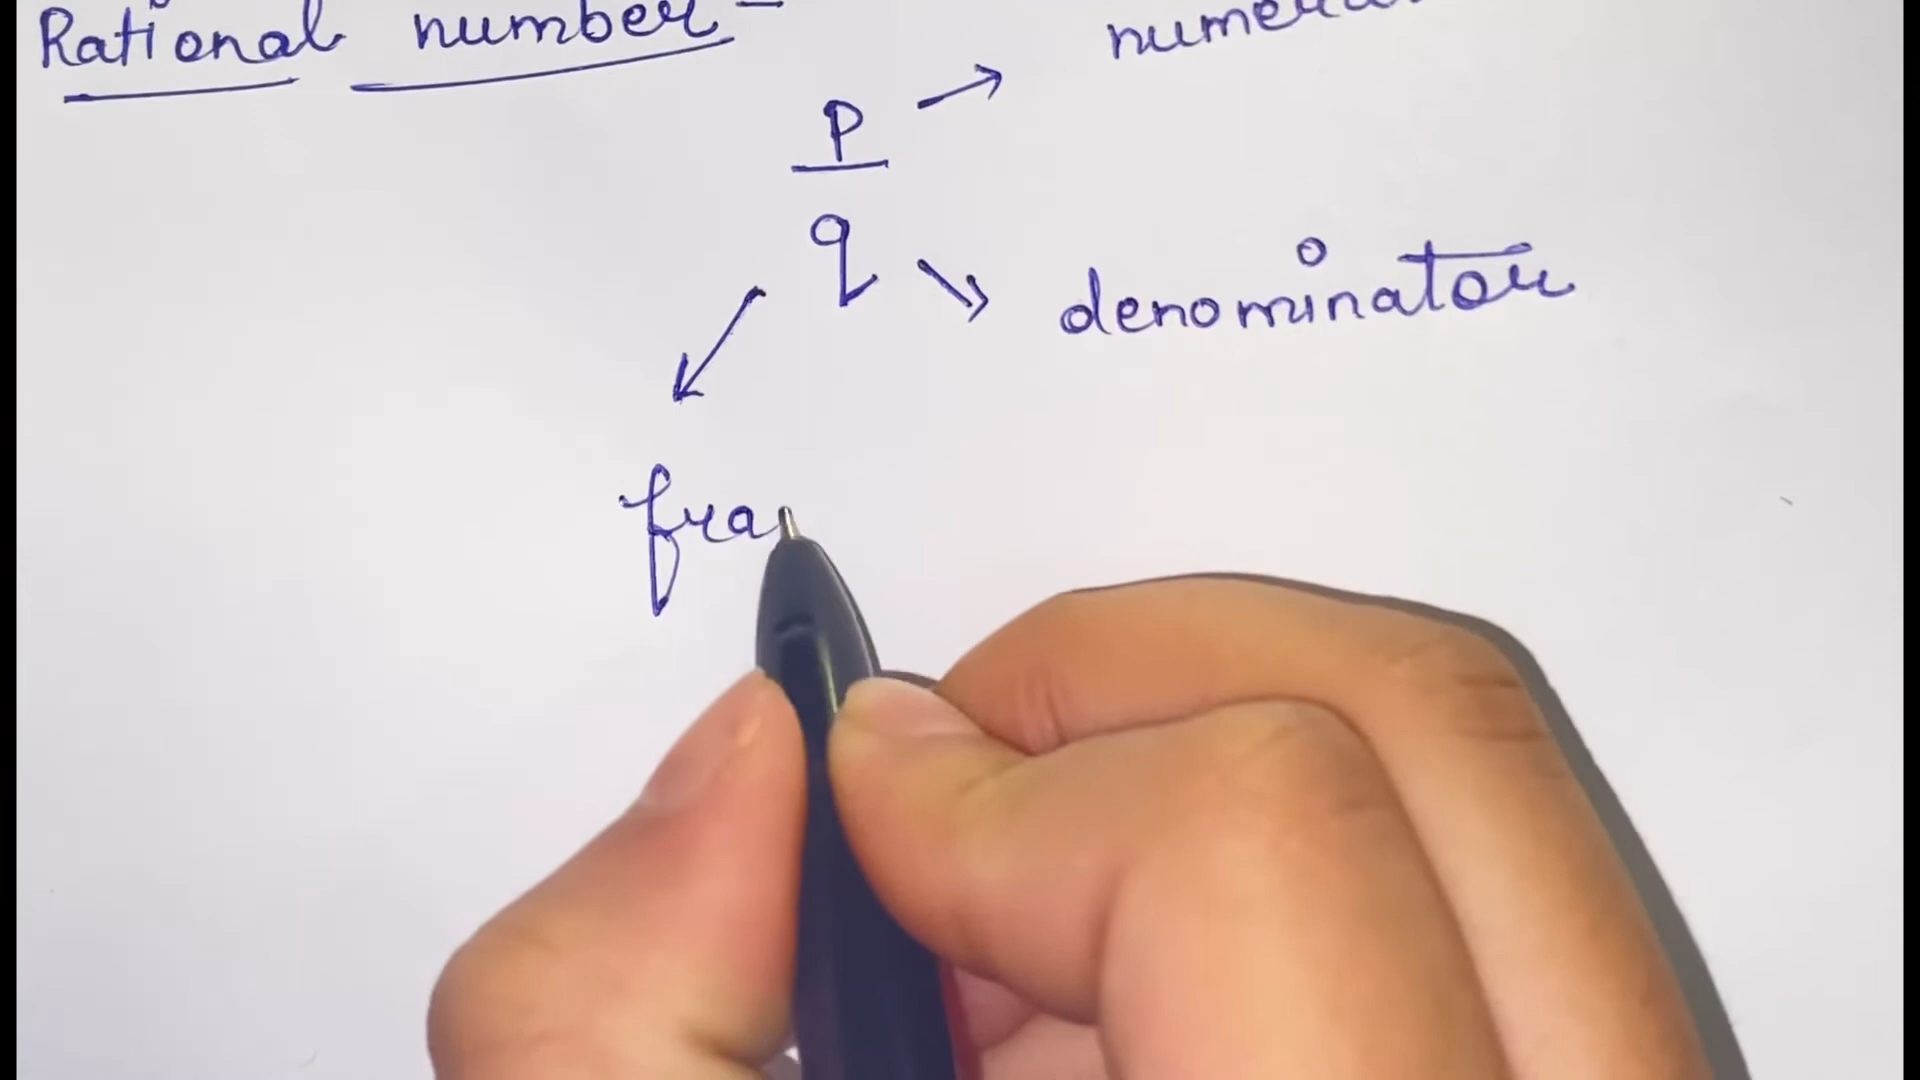 Rational number -
p
q
denominator
fra